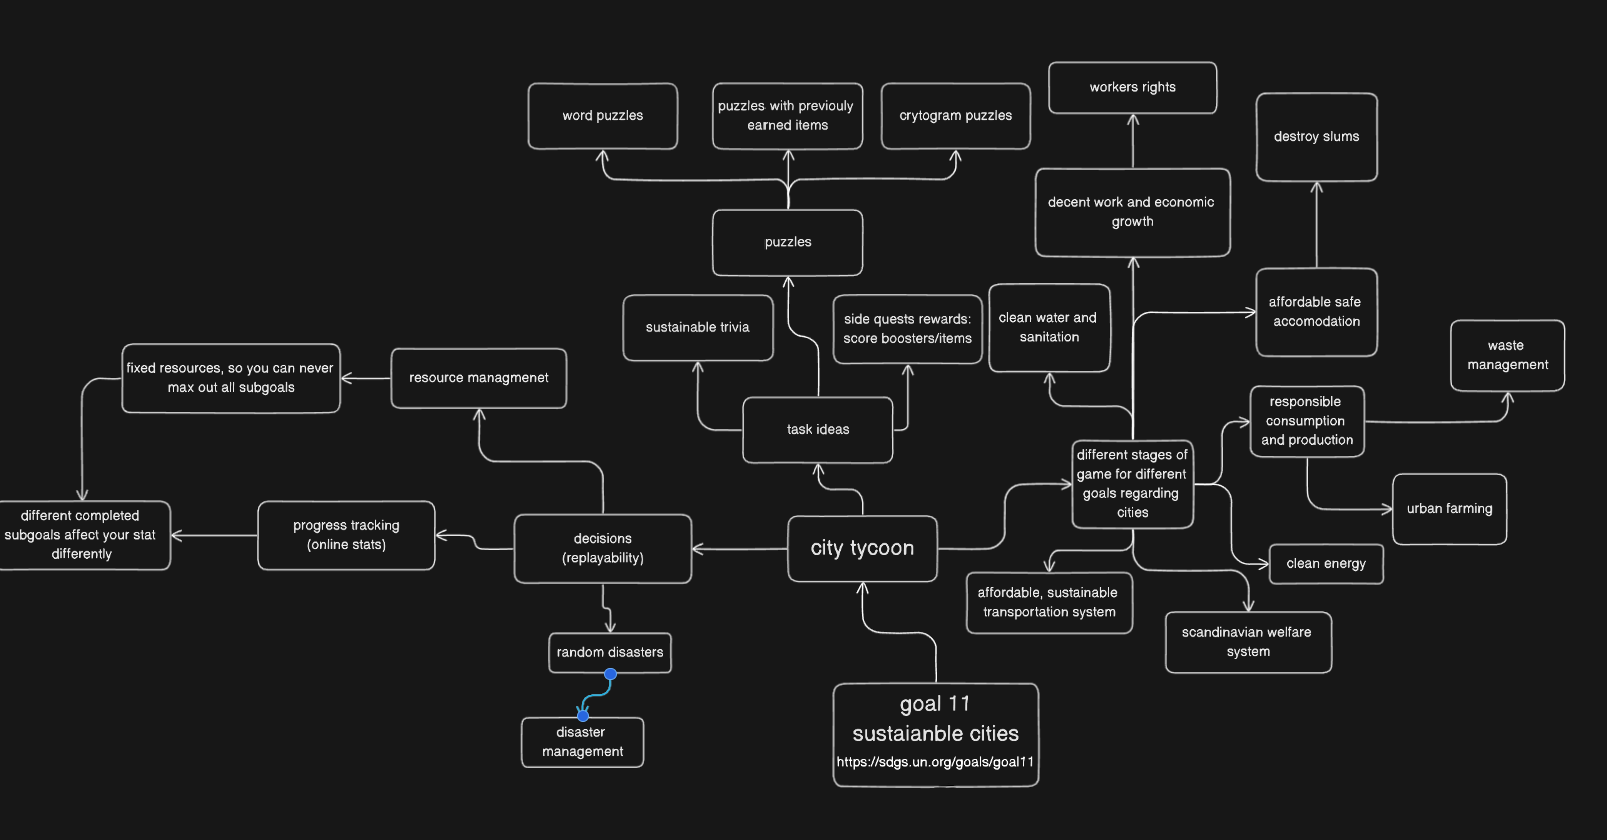 workers rights
word puzzles
puzzles with previouly
earned items
crytogram puzzles
destroy slums
decent work and economic
growth
puzzles
affordable safe
accomodation
sustainable trivia
side quests rewards:
score boosters/items
clean water and
sanitation
waste
management
fixed resources, so you can never
max out all subgoals
resource managmenet
task ideas
responsible
consumption
and production
different stages of
game for different
goals regarding
cities
urban farming
different completed
subgoals affect your stat
differently
progress tracking
(online stats)
decisions
(replayability)
city tycoon
clean energy
affordable, sustainable
transportation system
scandinavian welfare
system
random disasters
disaster
management
goal 11
sustaianble cities
https://sdgs.un.org/goals/goal11